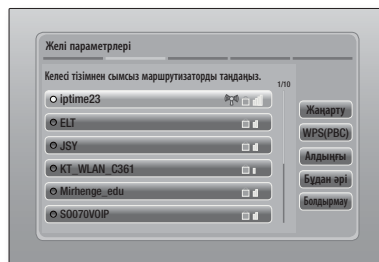 Желі параметрлері
Келесі тізімнен сымсыз маршрутизаторды таңдаңыз.
1/10
iptime23
ELT
JSY
KT_WLAN_C361
Mirhenge_edu
SO070VOIP
Жаңарту
WPS(PBC)
Алдыңғы
Бұдан әрі
Болдырмау